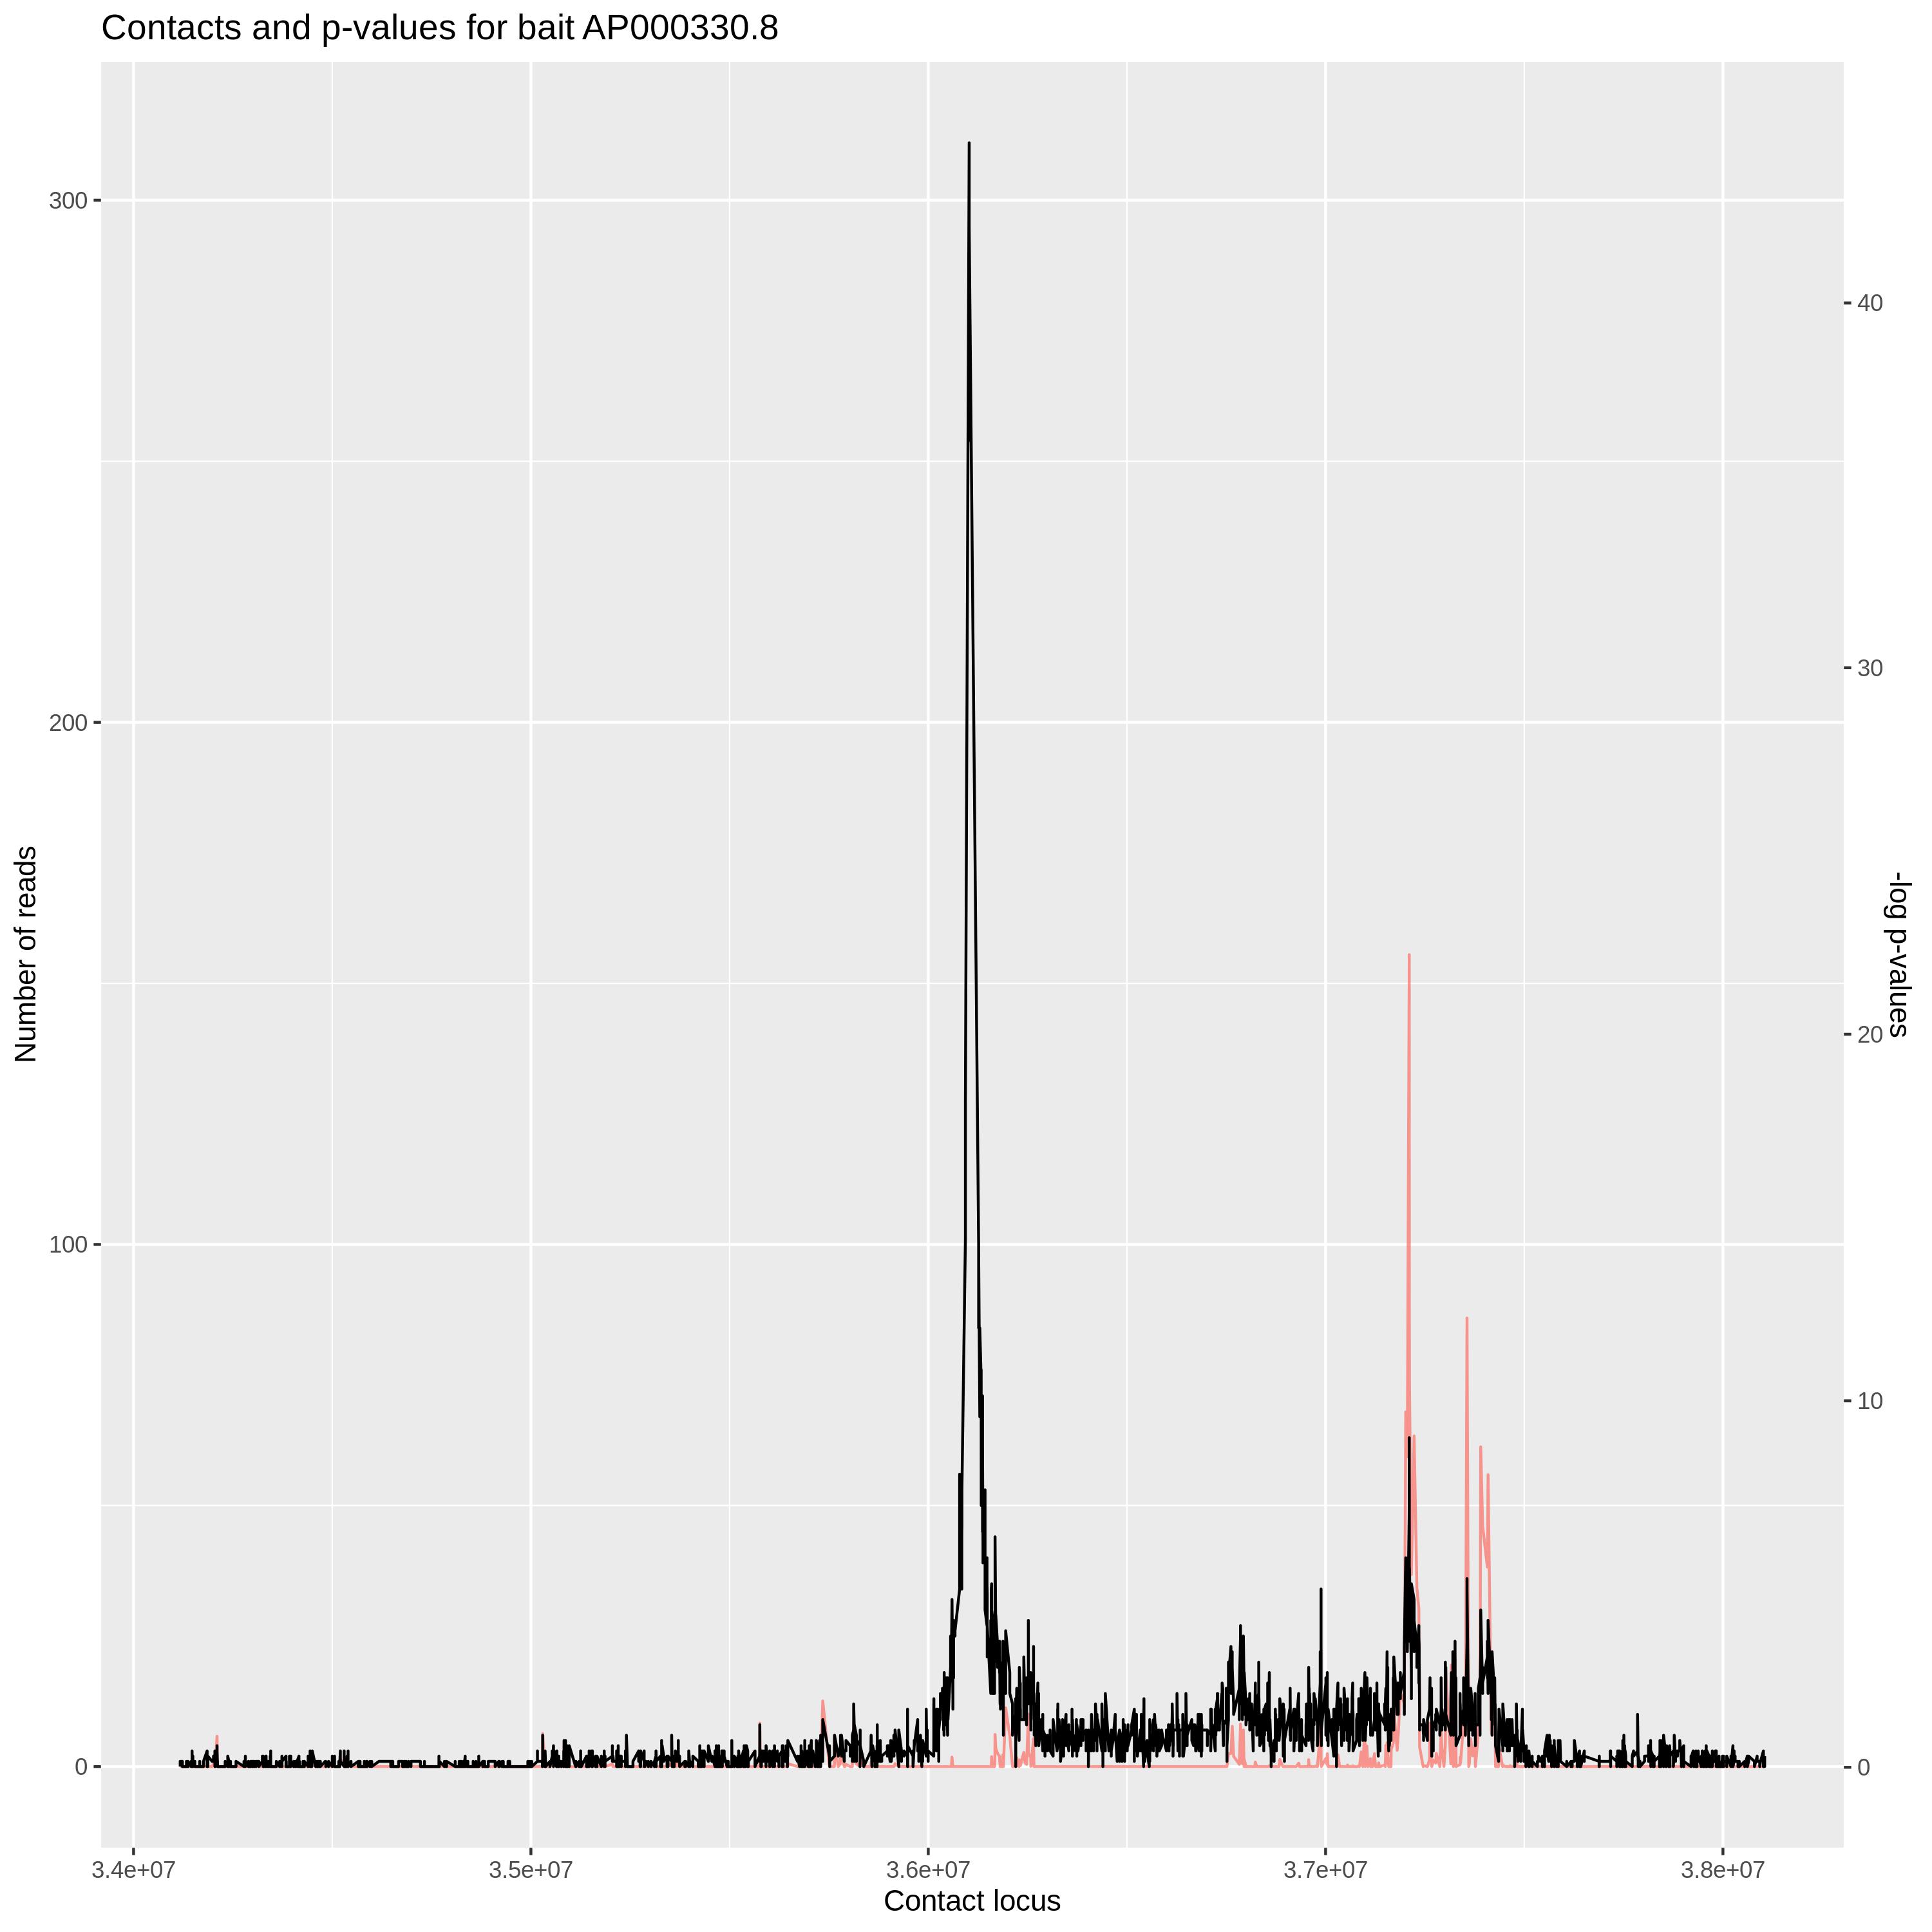 Contacts and p-values for bait AP000330.8
300
200
100
0
Number of reads
40
30
20
10
0
-log p-values
3.4e+07 3.5e+07 3.6e+07 3.7e+07 3.8e+07
Contact locus